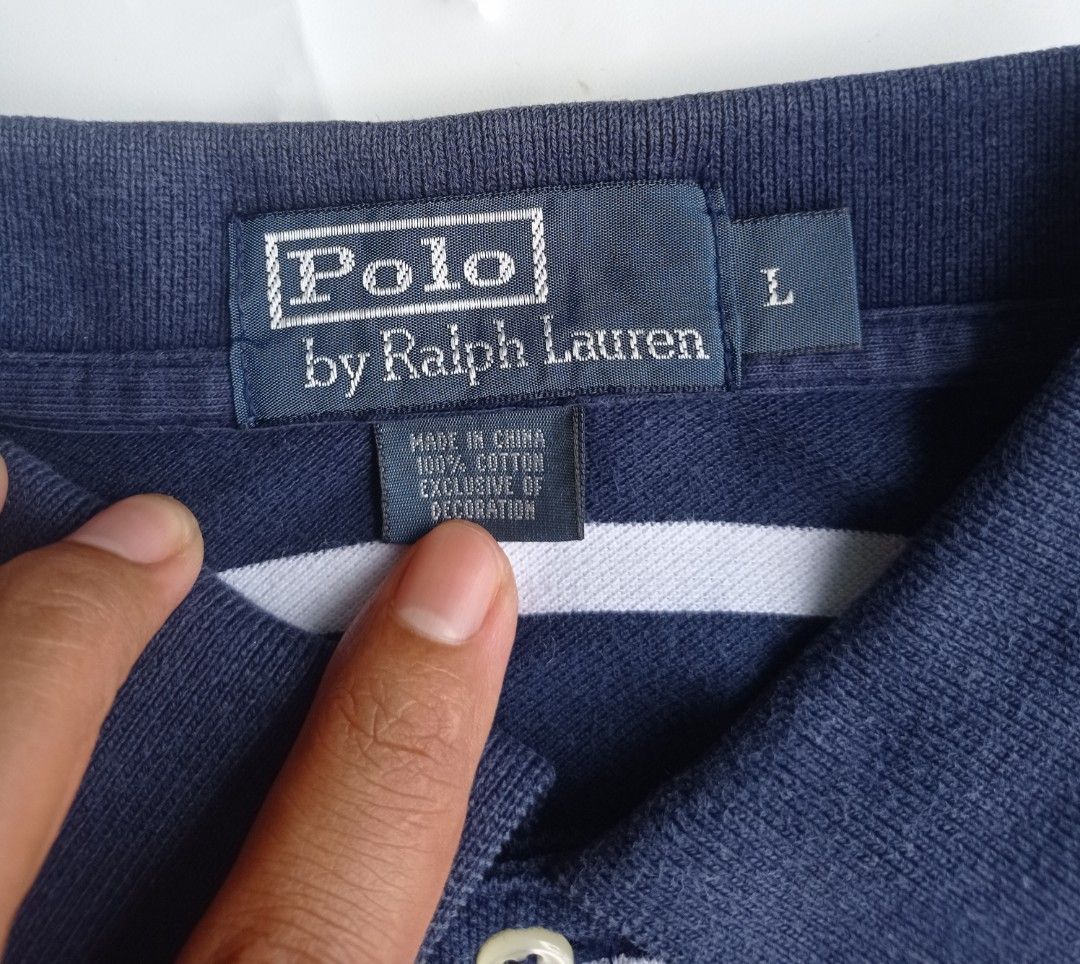 Polo
by Ralph Lauren
L
MADE IN CHINA
100% COTTON
EXCLUSIVE OF
DECORATION